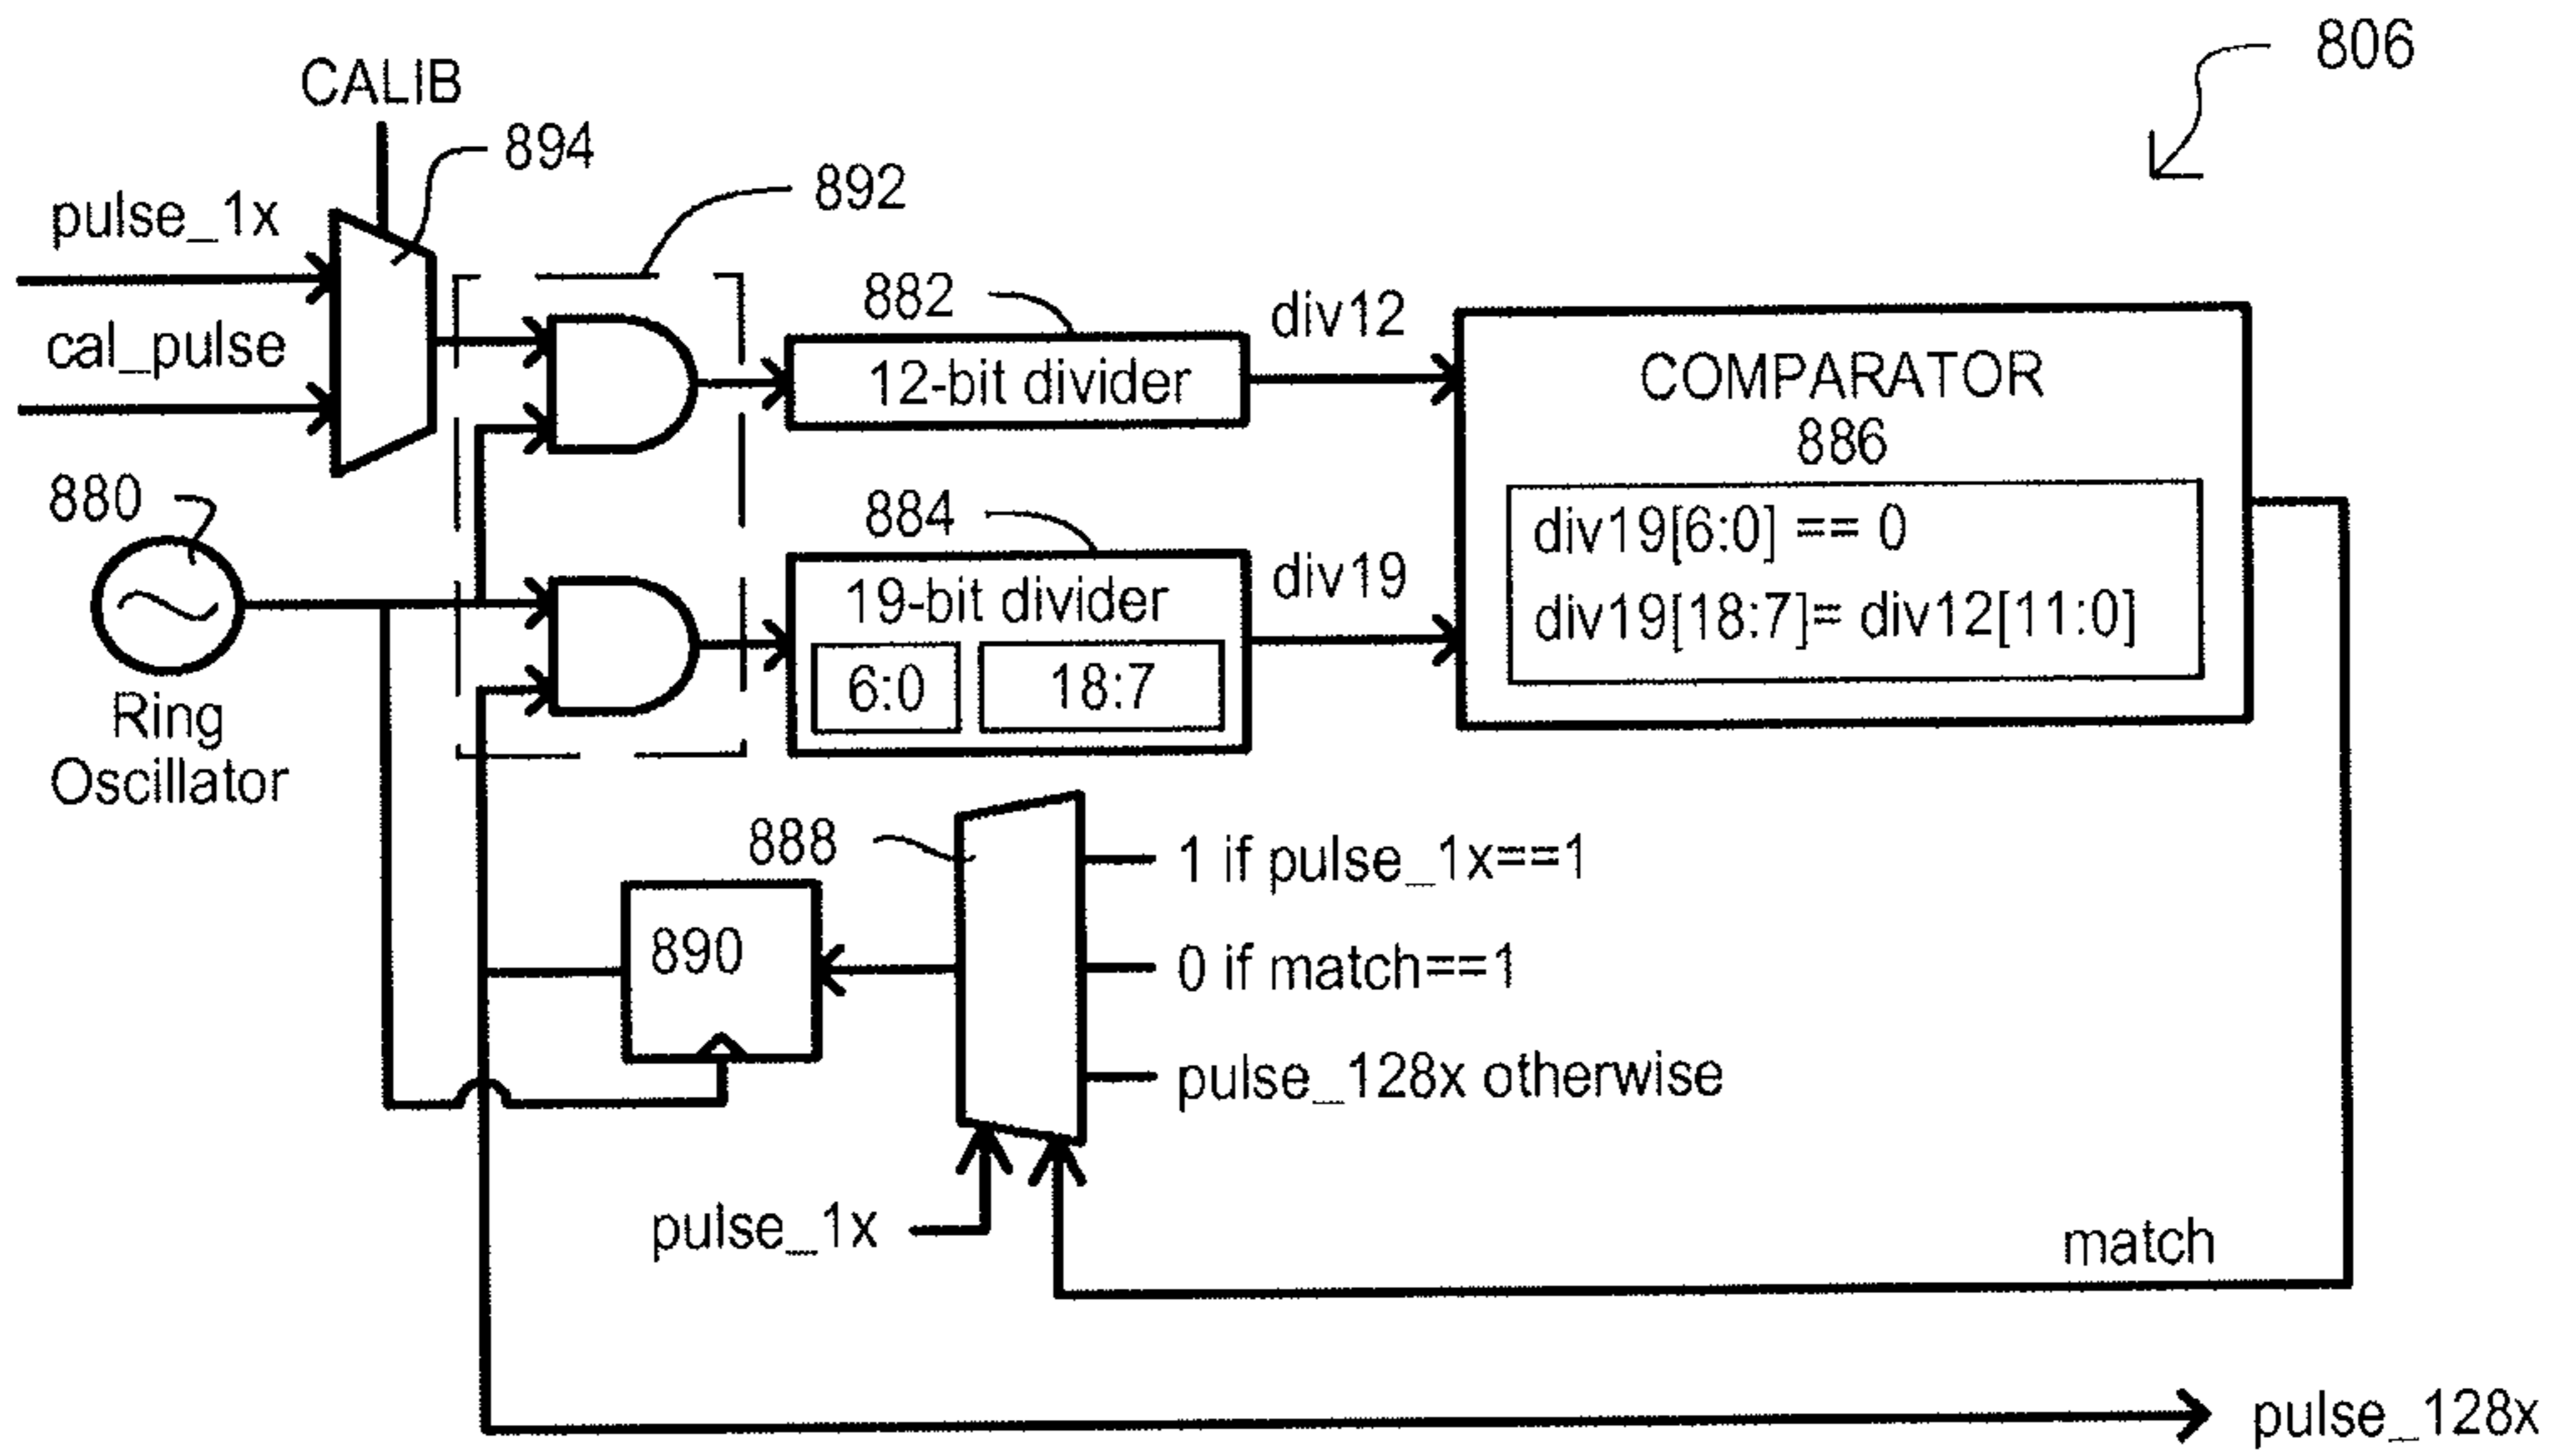 806
CALIB
894
892
pulse_1x
882
div12
cal_pulse
12-bit divider
COMPARATOR
886
880
884
div19[6:0] == 0
div19
19-bit divider
div19[18:7]= div12[11:0]
6:0
18:7
Ring
Oscillator
888
1 if pulse_1x==1
890
0 if match==1
pulse_128x otherwise
pulse_1x
match
pulse_128x